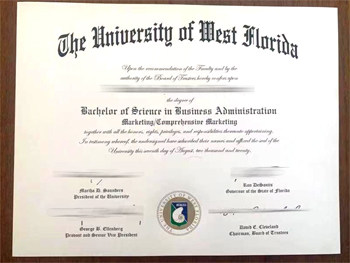 The University of West Florida
Upon the recommendation of the Faculty and by the
authority of the Board of Trustees hereby confers upon
the degree of
Bachelor of Science in Business Administration
Marketing/Comprehensive Marketing
together with all the honors, rights, privileges, and responsibilities thereunto appertaining.
In testimony whereof, the undersigned have subscribed their names and affixed the seal of the
University this seventh day of August, two thousand and twenty.
Martha D. Saunders
President of the University
Ron DeSantis
Governor of the State of Florida
George B. Ellenberg
Provost and Senior Vice President
David E. Cleveland
Chairman, Board of Trustees